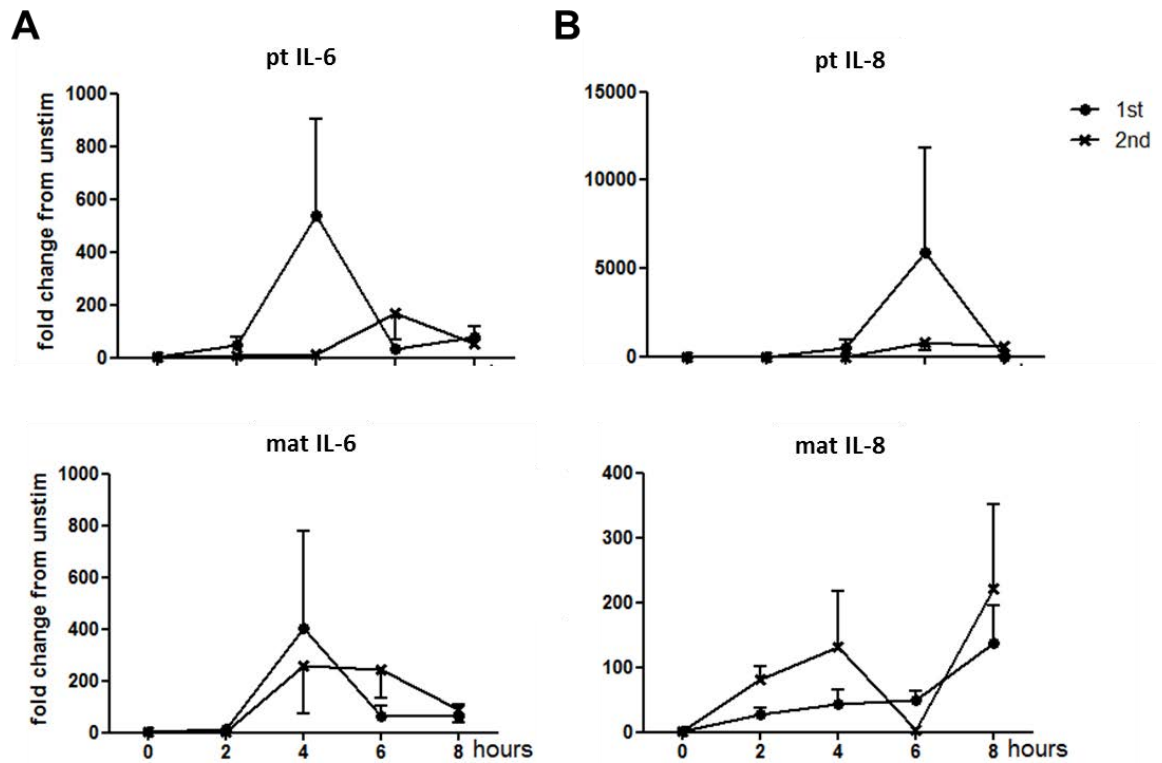 A
B
pt IL-6
pt IL-8
fold change from unstim
1000
800
600
400
200
0
15000
10000
5000
0
1st
2nd
mat IL-6
mat IL-8
fold change from unstim
1000
800
600
400
200
0
0 2 4 6 8 hours
400
300
200
100
0
0 2 4 6 8 hours